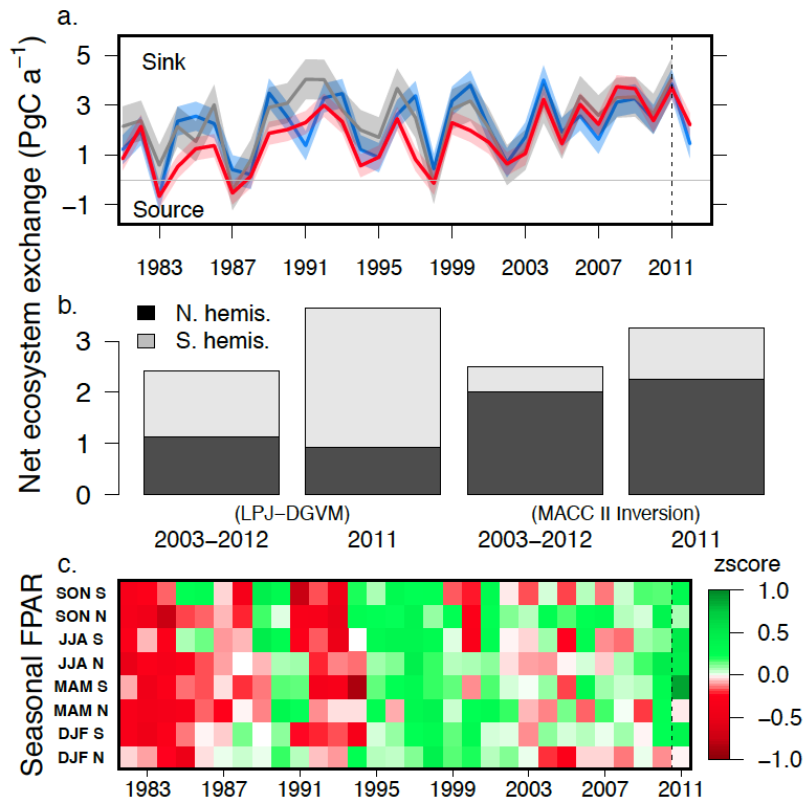 a.
Net ecosystem exchange (PgC a⁻¹)
5
3
1
−1
Sink
Source
1983 1987 1991 1995 1999 2003 2007 2011
b.
N. hemis.
S. hemis.
3
2
1
0
(LPJ−DGVM) (MACC II Inversion)
2003−2012 2011 2003−2012 2011
c.
zscore
Seasonal FPAR
SON S
SON N
JJA S
JJA N
MAM S
MAM N
DJF S
DJF N
1.0
0.5
0.0
−0.5
−1.0
1983 1987 1991 1995 1999 2003 2007 2011